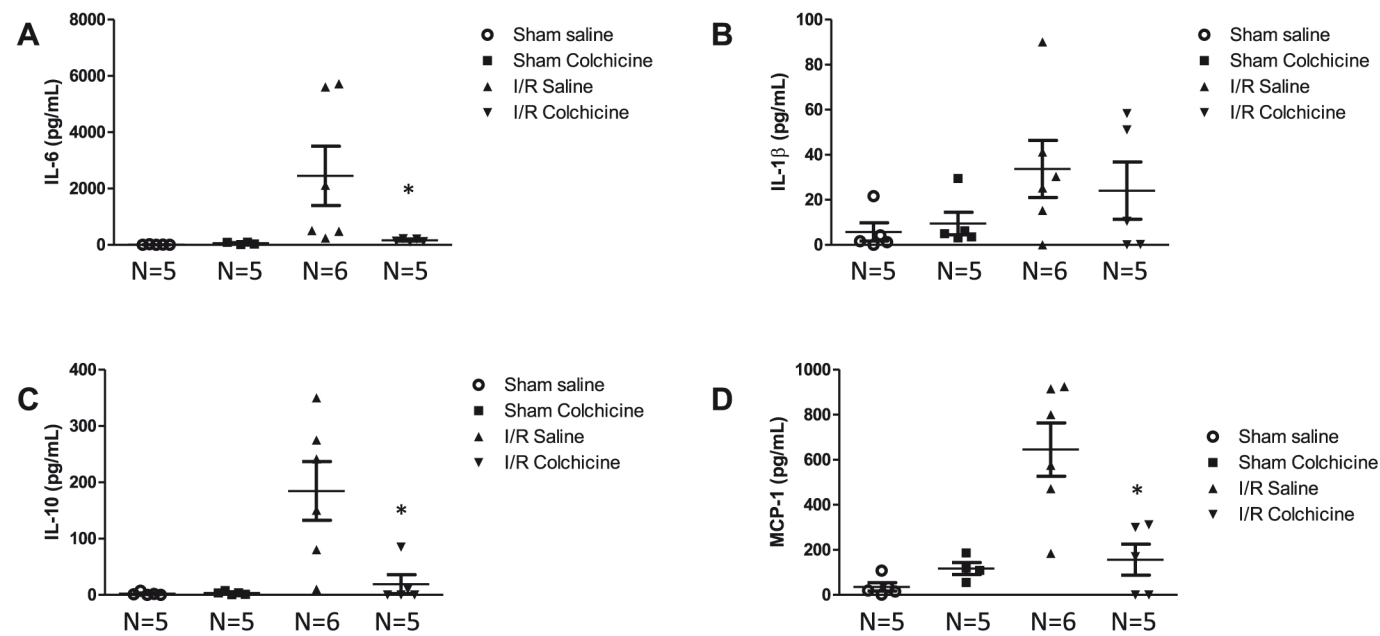 A
IL-6 (pg/mL)
8000
6000
4000
2000
0
*
N=5 N=5 N=6 N=5
Sham saline
Sham Colchicine
I/R Saline
I/R Colchicine
B
IL-1β (pg/mL)
100
80
60
40
20
0
N=5 N=5 N=6 N=5
Sham saline
Sham Colchicine
I/R Saline
I/R Colchicine
C
IL-10 (pg/mL)
400
300
200
100
0
*
N=5 N=5 N=6 N=5
Sham saline
Sham Colchicine
I/R Saline
I/R Colchicine
D
MCP-1 (pg/mL)
1000
800
600
400
200
0
*
N=5 N=5 N=6 N=5
Sham saline
Sham Colchicine
I/R Saline
I/R Colchicine